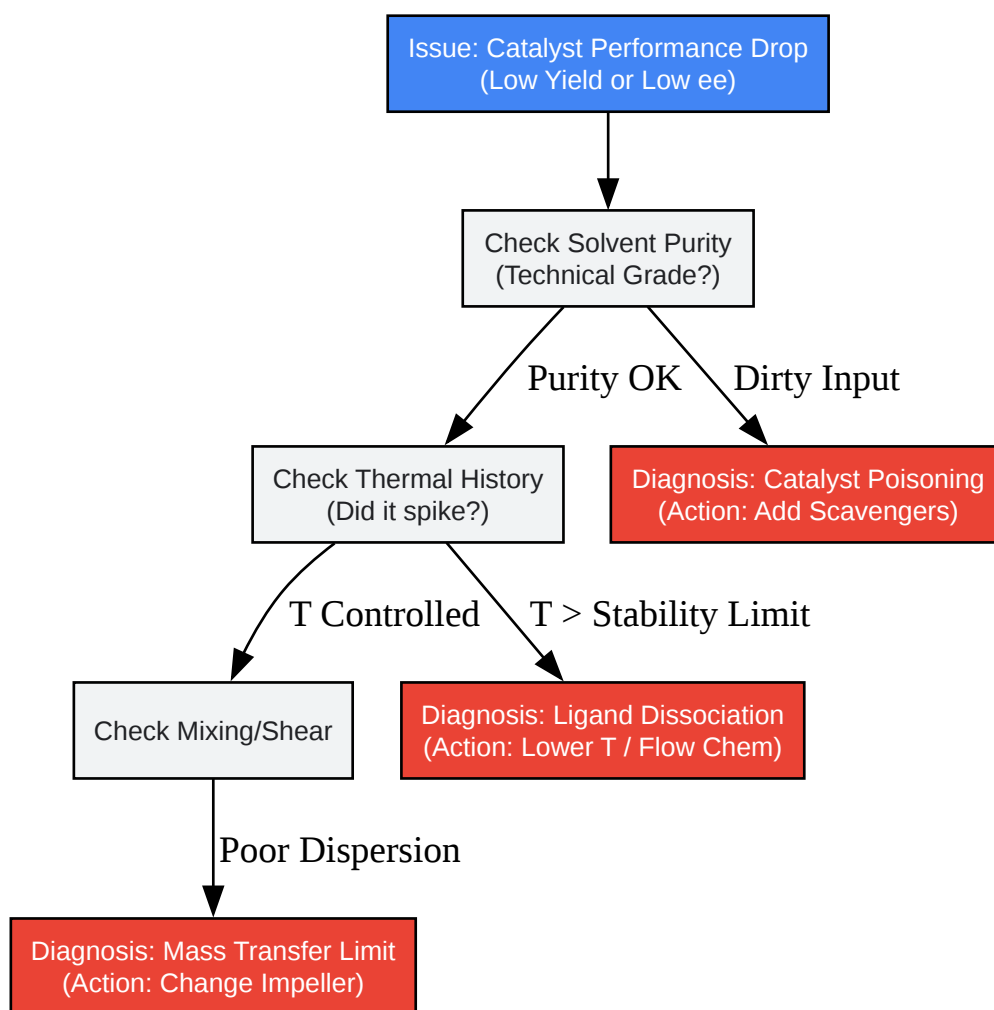 Issue: Catalyst Performance Drop
(Low Yield or Low ee)
Check Solvent Purity
(Technical Grade?)
Purity OK
Dirty Input
Check Thermal History
(Did it spike?)
Diagnosis: Catalyst Poisoning
(Action: Add Scavengers)
T Controlled
T > Stability Limit
Check Mixing/Shear
Diagnosis: Ligand Dissociation
(Action: Lower T / Flow Chem)
Poor Dispersion
Diagnosis: Mass Transfer Limit
(Action: Change Impeller)